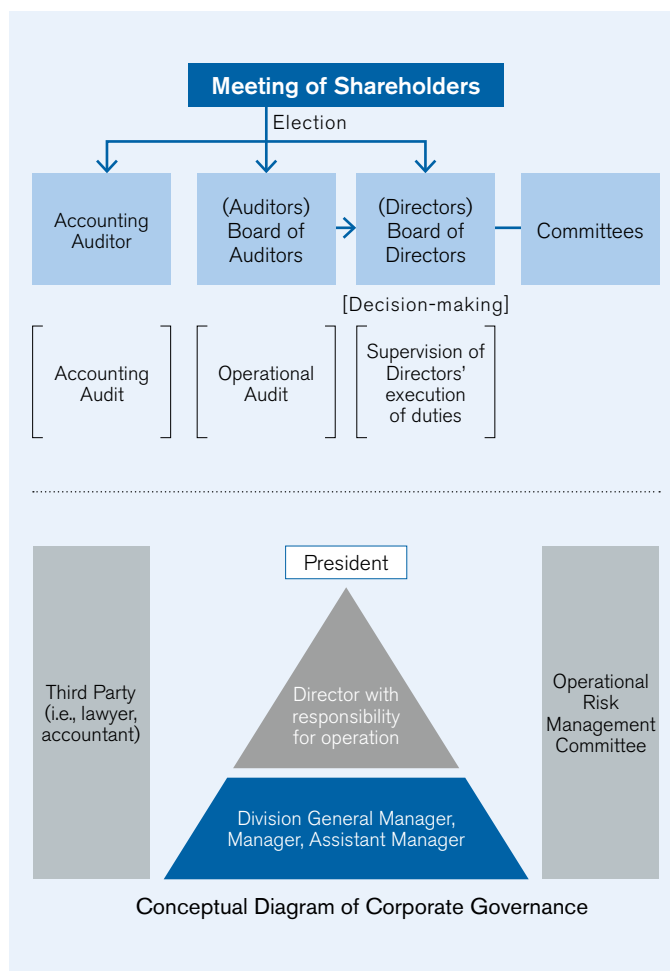 Meeting of Shareholders
Election
Accounting
Auditor
(Auditors)
Board of
Auditors
(Directors)
Board of
Directors
Committees
[Decision-making]
Accounting
Audit
Operational
Audit
Supervision of
Directors’
execution
of duties
President
Third Party
(i.e., lawyer,
accountant)
Director with
responsibility
for operation
Operational
Risk
Management
Committee
Division General Manager,
Manager, Assistant Manager
Conceptual Diagram of Corporate Governance